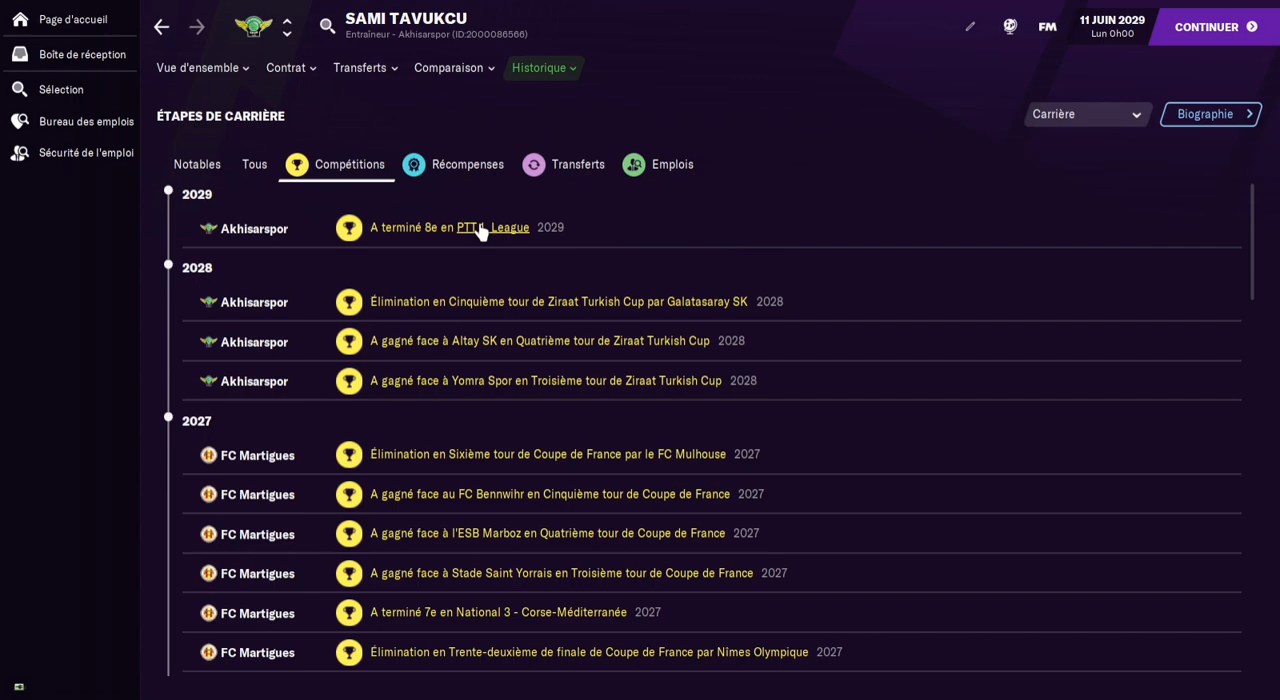 Page d'accueil
Boîte de réception
Sélection
Bureau des emplois
Sécurité de l'emploi
SAMI TAVUKCU
Entraîneur - Akhisarspor (ID:2000086566)
FM
11 JUIN 2029
Lun 0h00
CONTINUER
Vue d'ensemble
Contrat
Transferts
Comparaison
Historique
ÉTAPES DE CARRIÈRE
Carrière
Biographie
Notables
Tous
Compétitions
Récompenses
Transferts
Emplois
2029
Akhisarspor A terminé 8e en PTT League 2029
2028
Akhisarspor Élimination en Cinquième tour de Ziraat Turkish Cup par Galatasaray SK 2028
Akhisarspor A gagné face à Altay SK en Quatrième tour de Ziraat Turkish Cup 2028
Akhisarspor A gagné face à Yomra Spor en Troisième tour de Ziraat Turkish Cup 2028
2027
FC Martigues Élimination en Sixième tour de Coupe de France par le FC Mulhouse 2027
FC Martigues A gagné face au FC Bennwihr en Cinquième tour de Coupe de France 2027
FC Martigues A gagné face à l'ESB Marboz en Quatrième tour de Coupe de France 2027
FC Martigues A gagné face à Stade Saint Yorrais en Troisième tour de Coupe de France 2027
FC Martigues A terminé 7e en National 3 - Corse-Méditerranée 2027
FC Martigues Élimination en Trente-deuxième de finale de Coupe de France par Nîmes Olympique 2027